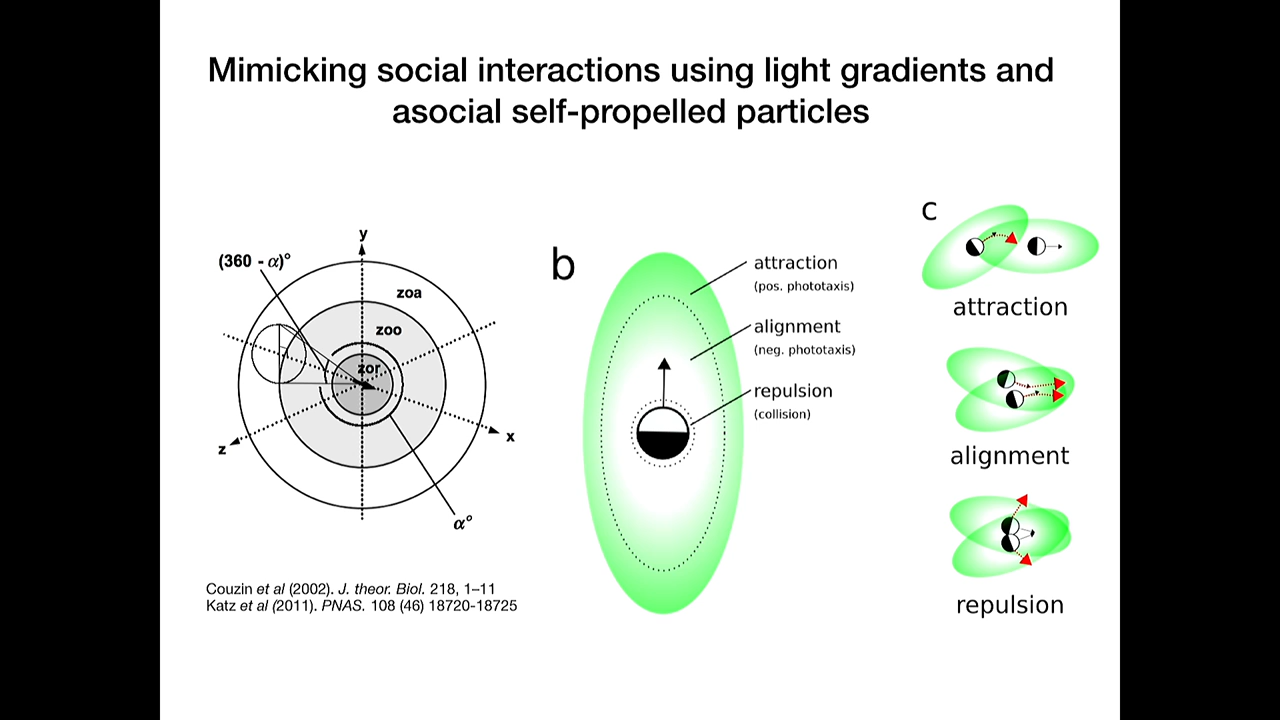 Mimicking social interactions using light gradients and
asocial self-propelled particles
y
(360 - α)°
zoa
zoo
zor
x
z
α°
Couzin et al (2002). J. theor. Biol. 218, 1–11
Katz et al (2011). PNAS. 108 (46) 18720-18725
b
attraction
(pos. phototaxis)
alignment
(neg. phototaxis)
repulsion
(collision)
c
attraction
alignment
repulsion